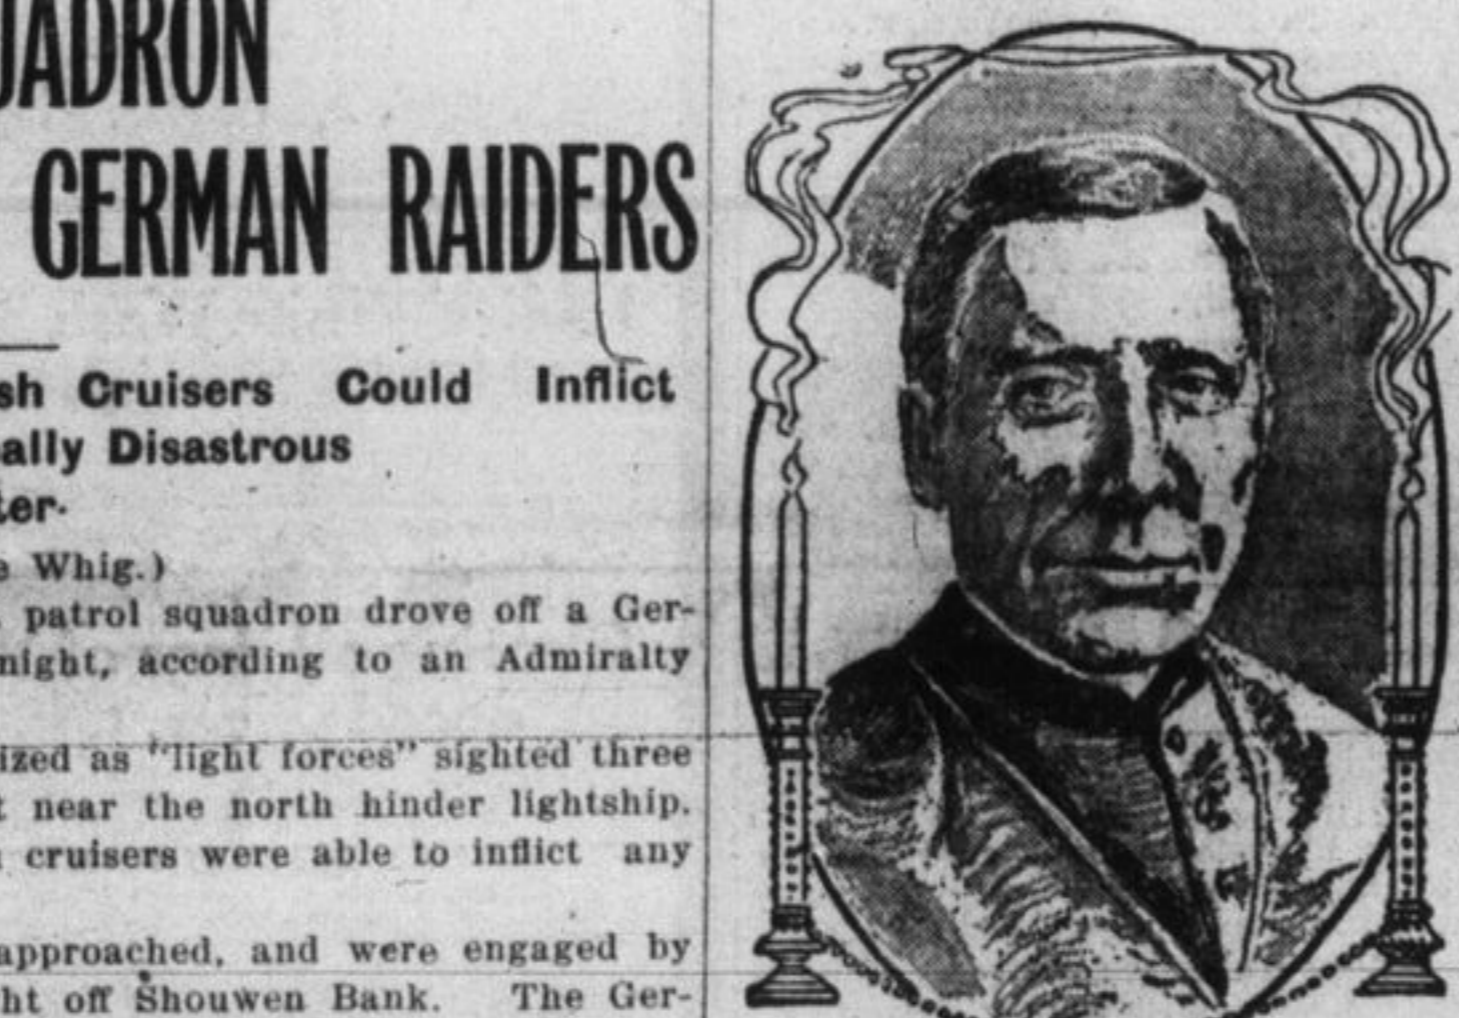 UADRON
GERMAN RAIDERS
sh Cruisers Could Inflict
ally Disastrous
ter.
e Whig.)
patrol squadron drove off a Ger-
night, according to an Admiralty
ized as "light forces" sighted three
t near the north hinder lightship.
cruisers were able to inflict any
approached, and were engaged by
ht off Shouwen Bank. The Ger-